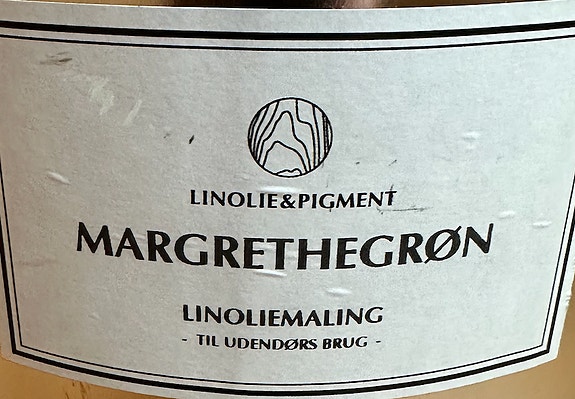 LINOLIE&PIGMENT
MARGRETHEGRØN
LINOLIEMALING
- TIL UDENDØRS BRUG -